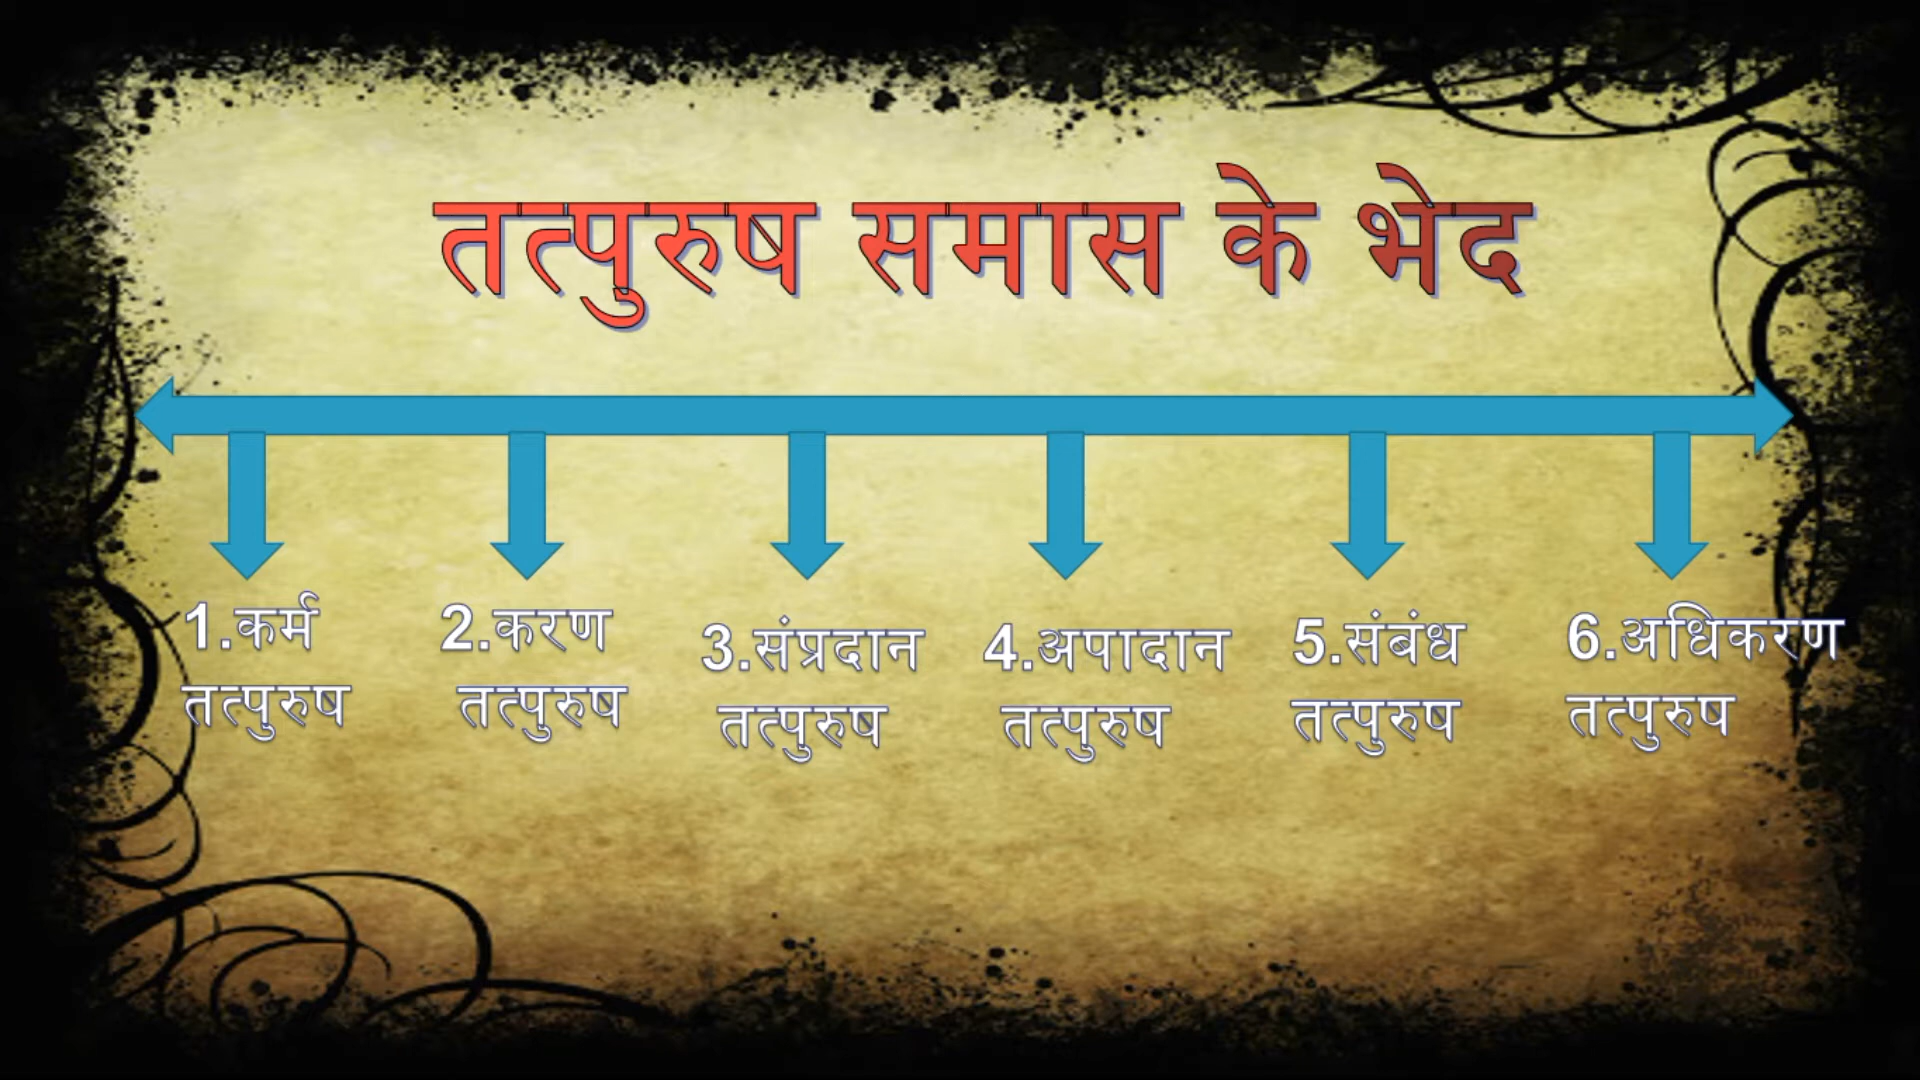 तत्पुरुष समास के भेद
1.कर्म
तत्पुरुष
2.करण
तत्पुरुष
3.संप्रदान
तत्पुरुष
4.अपादान
तत्पुरुष
5.संबंध
तत्पुरुष
6.अधिकरण
तत्पुरुष